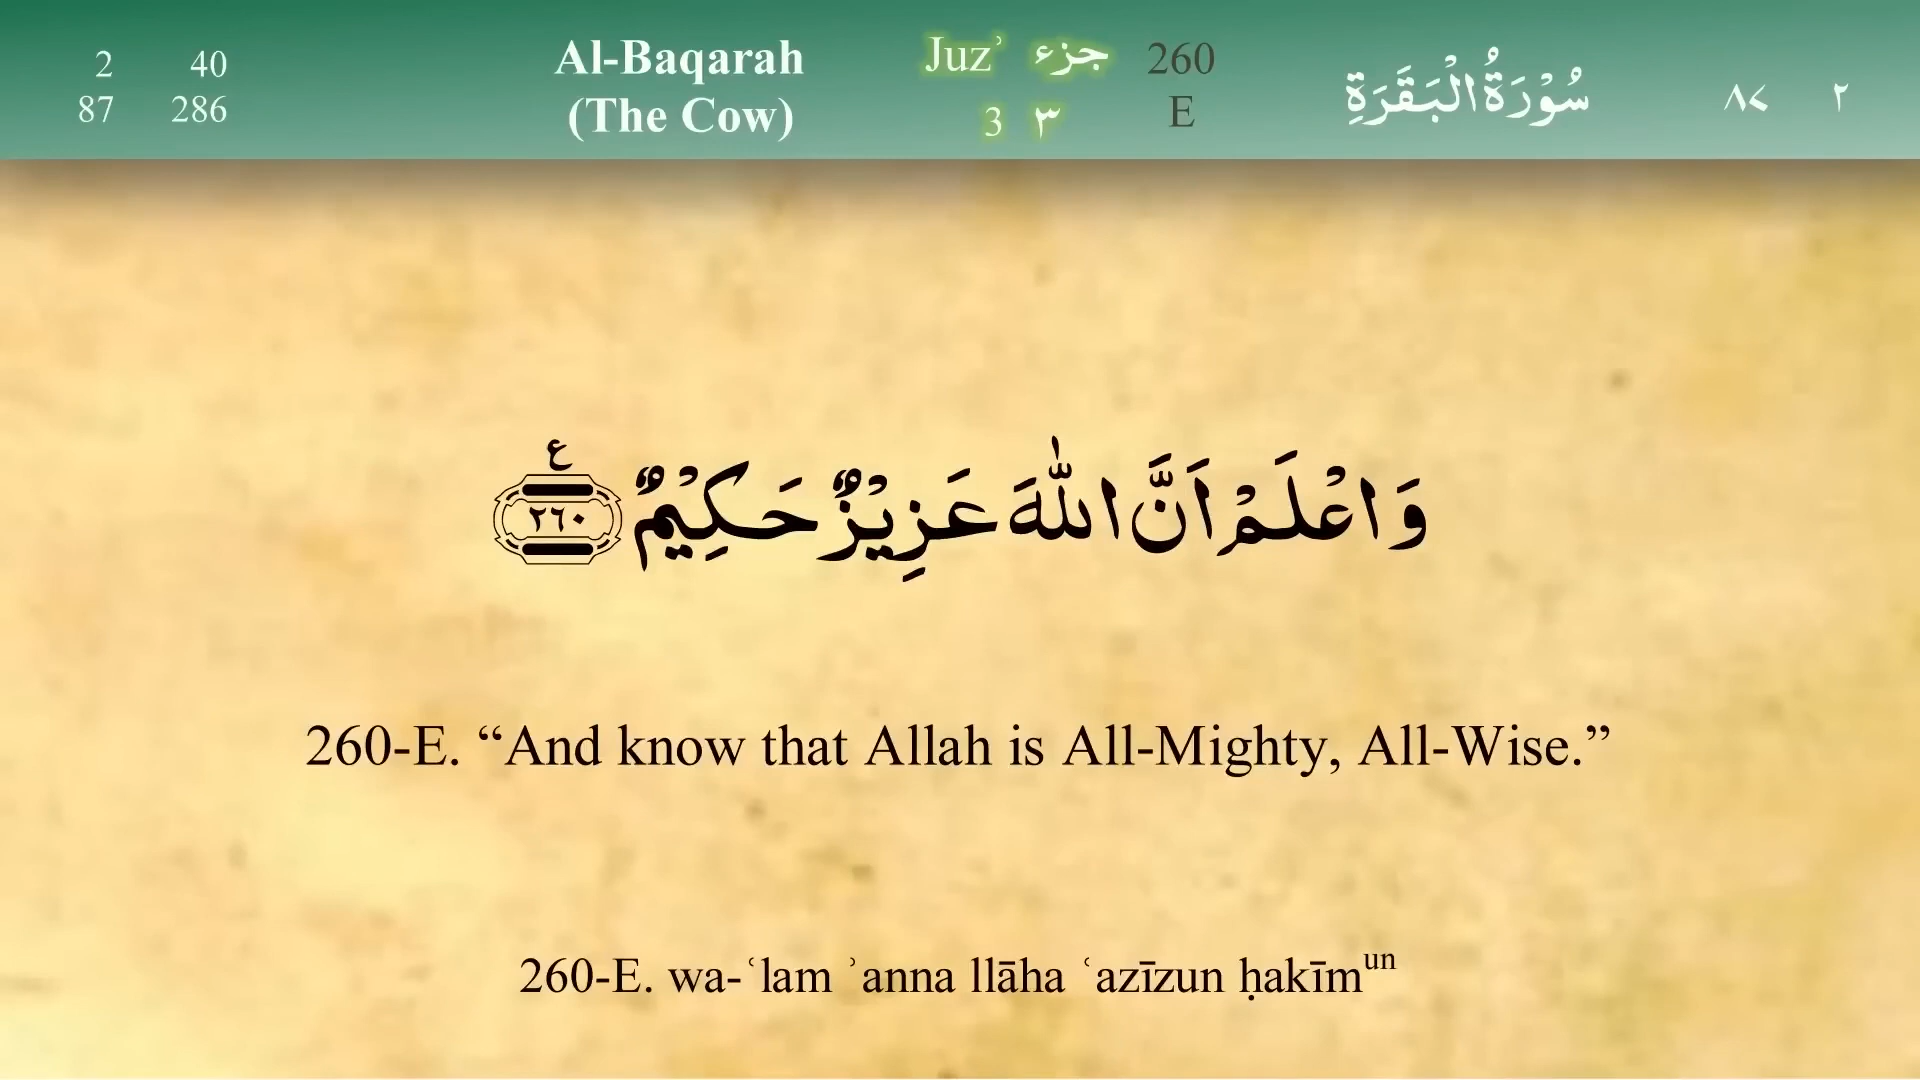 2 40
87 286
Al-Baqarah
(The Cow)
Juzʾ جزء
3 ٣
260
E
سُوْرَةُ الْبَقَرَةِ
٨٧ ٢
وَاعْلَمْ اَنَّ اللّٰهَ عَزِيْزٌ حَكِيْمٌ ٢٦٠ ع
260-E. “And know that Allah is All-Mighty, All-Wise.”
260-E. wa-ʿlam ʾanna llāha ʿazīzun ḥakīmᵘⁿ